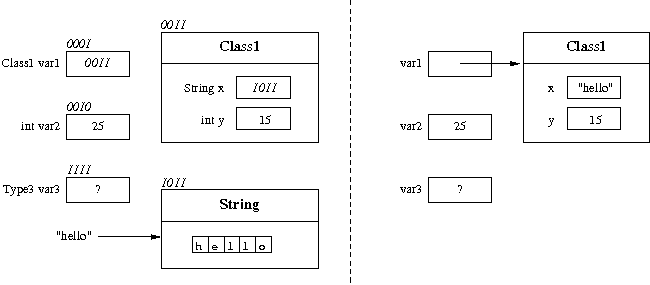 0011
0001
Class1
Class1 var1
0011
String x
1011
0010
int y
15
int var2
25
1111
Type3 var3
?
1011
String
"hello"
h e l l o
Class1
var1
x
"hello"
var2
25
y
15
var3
?